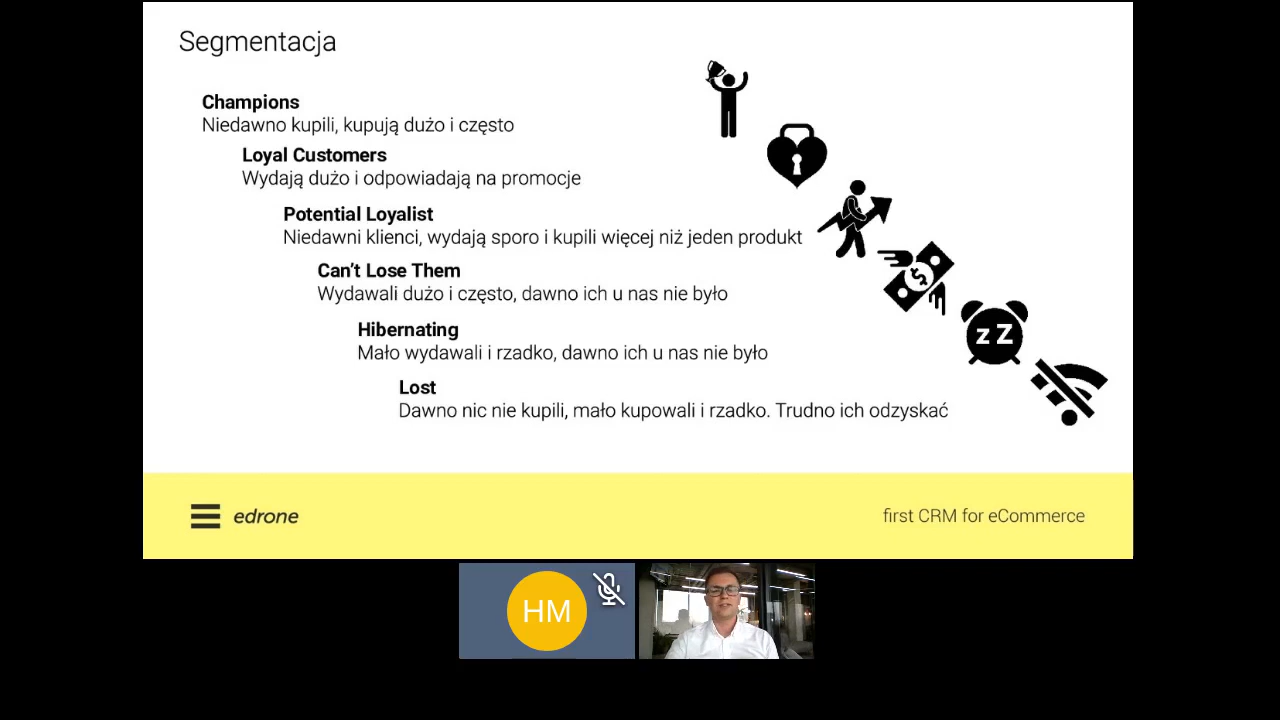 Segmentacja
Champions
Niedawno kupili, kupują dużo i często
Loyal Customers
Wydają dużo i odpowiadają na promocje
Potential Loyalist
Niedawni klienci, wydają sporo i kupili więcej niż jeden produkt
Can't Lose Them
Wydawali dużo i często, dawno ich u nas nie było
Hibernating
Mało wydawali i rzadko, dawno ich u nas nie było
Lost
Dawno nic nie kupili, mało kupowali i rzadko. Trudno ich odzyskać
$
z Z
edrone
first CRM for eCommerce
HM